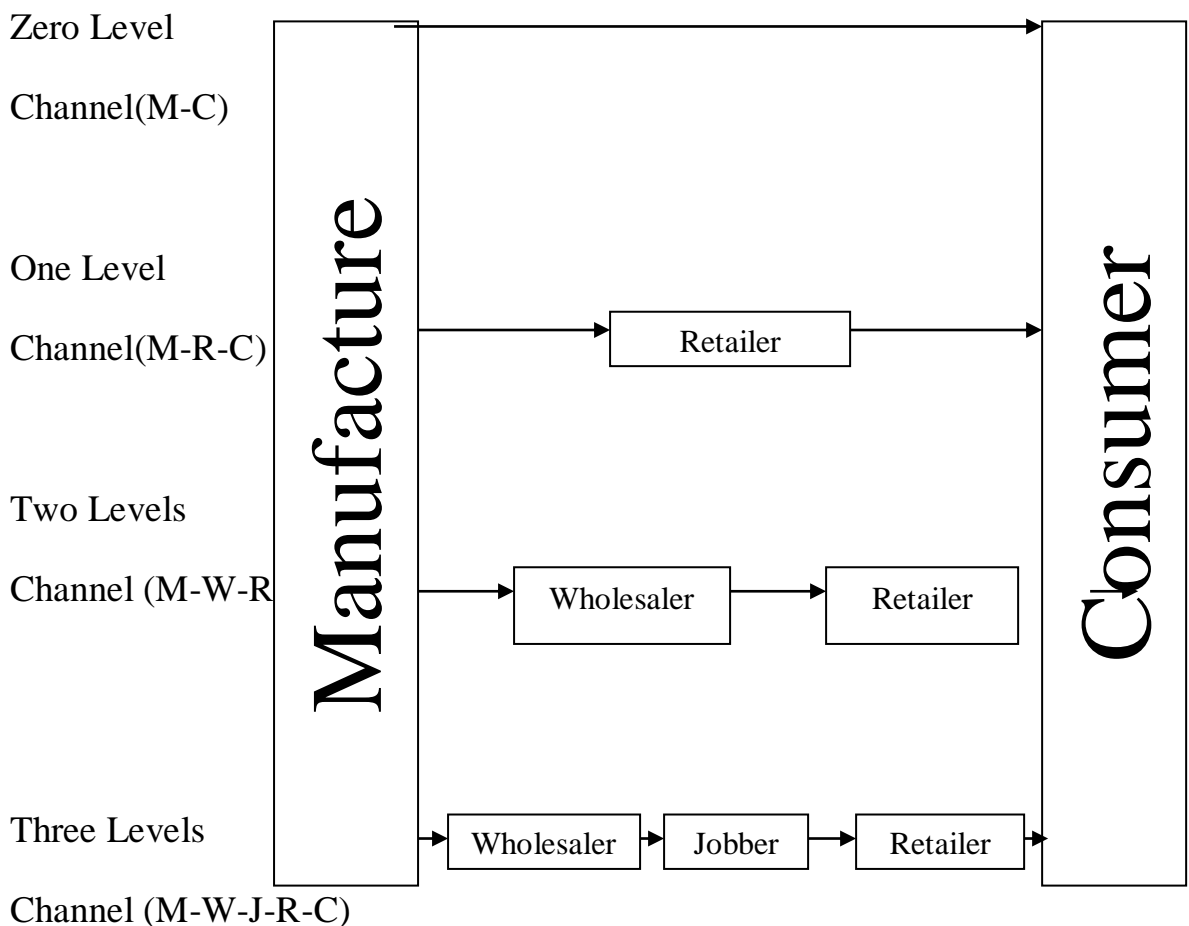 Zero Level
Channel(M-C)
One Level
Channel(M-R-C)
Two Levels
Channel (M-W-R
Three Levels
Channel (M-W-J-R-C)
Manufacture
Retailer
Wholesaler
Retailer
Wholesaler
Jobber
Retailer
Consumer